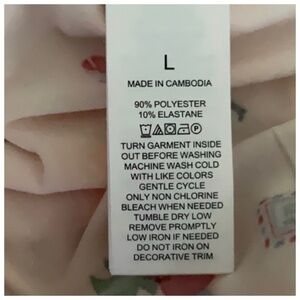 L
MADE IN CAMBODIA
90% POLYESTER
10% ELASTANE
TURN GARMENT INSIDE
OUT BEFORE WASHING
MACHINE WASH COLD
WITH LIKE COLORS
GENTLE CYCLE
ONLY NON CHLORINE
BLEACH WHEN NEEDED
TUMBLE DRY LOW
REMOVE PROMPTLY
LOW IRON IF NEEDED
DO NOT IRON ON
DECORATIVE TRIM